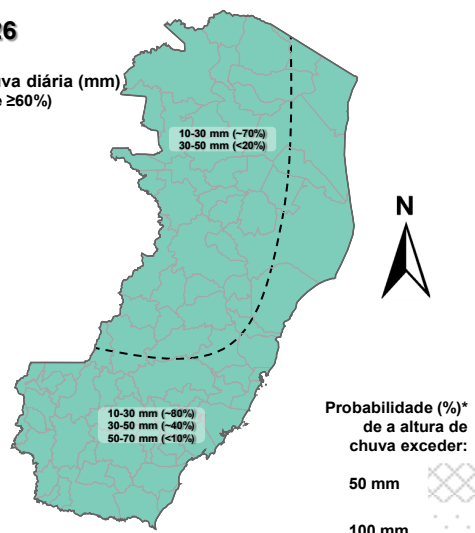 26
uva diária (mm)
e ≥60%)
10-30 mm (~70%)
30-50 mm (<20%)
N
10-30 mm (~80%)
30-50 mm (~40%)
50-70 mm (<10%)
Probabilidade (%)*
de a altura de
chuva exceder:
50 mm
100 mm